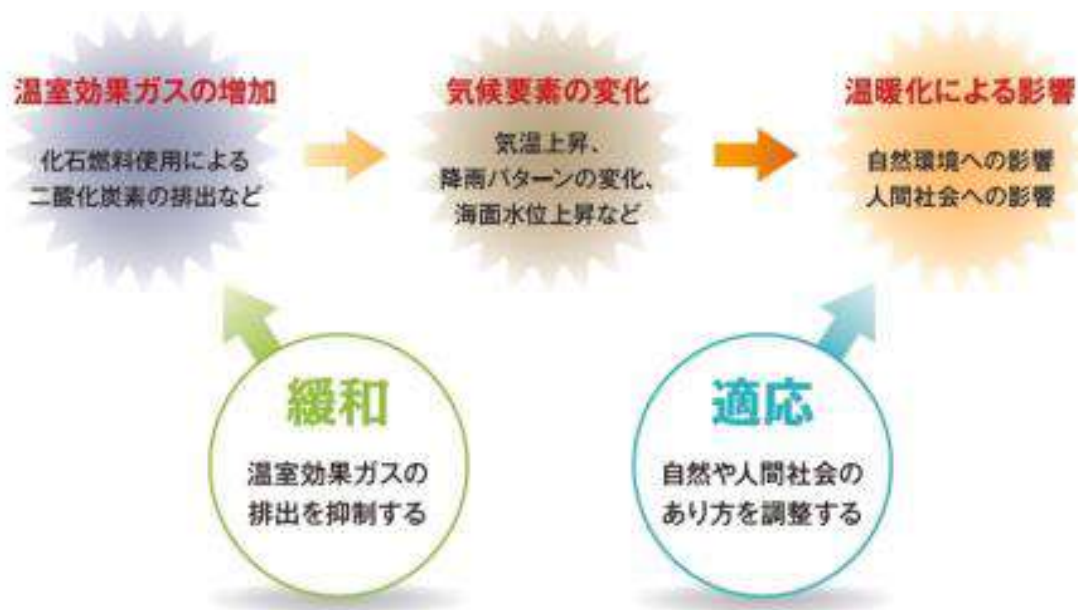 温室効果ガスの増加
化石燃料使用による
二酸化炭素の排出など
気候要素の変化
気温上昇、
降雨パターンの変化、
海面水位上昇など
温暖化による影響
自然環境への影響
人間社会への影響
緩和
温室効果ガスの
排出を抑制する
適応
自然や人間社会の
あり方を調整する